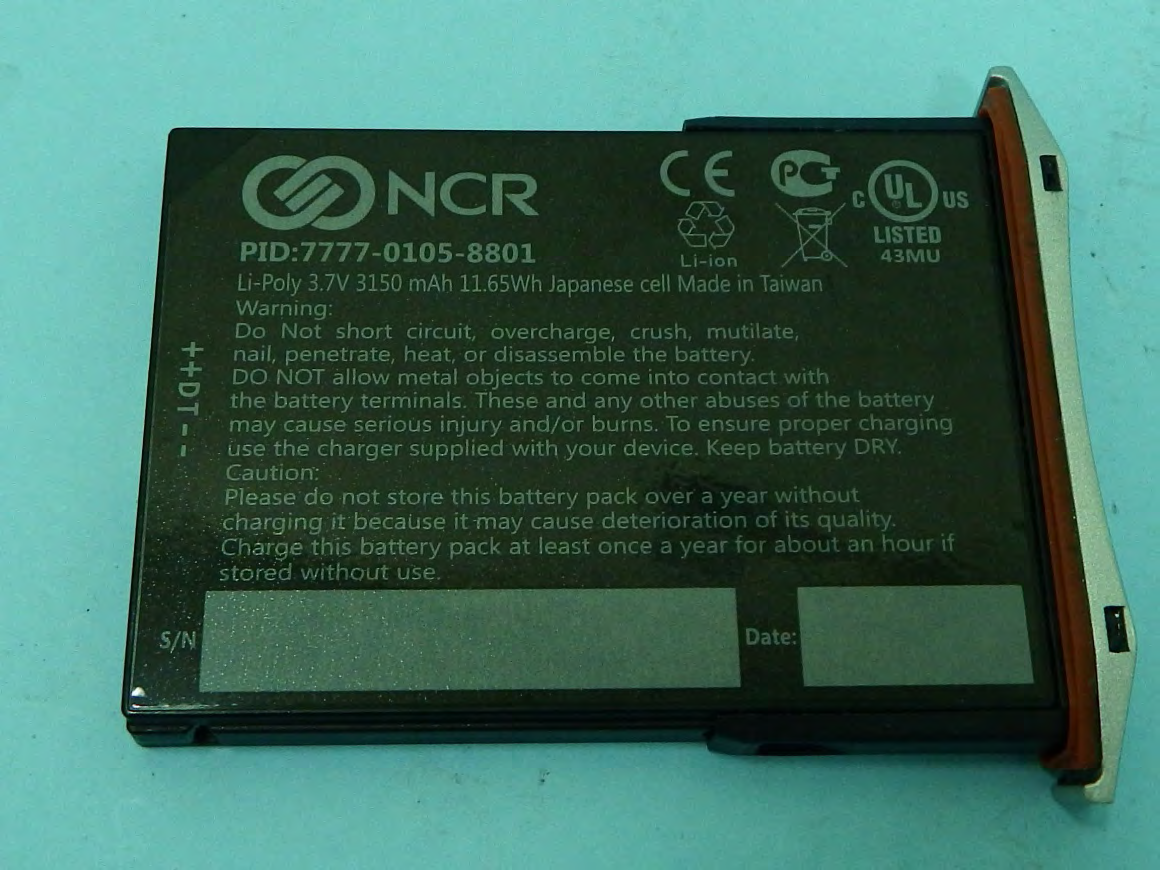 NCR
CE
PCT
C UL US
LISTED
43MU
Li-ion
PID:7777-0105-8801
Li-Poly 3.7V 3150 mAh 11.65Wh Japanese cell Made in Taiwan
Warning:
Do Not short circuit, overcharge, crush, mutilate,
nail, penetrate, heat, or disassemble the battery.
DO NOT allow metal objects to come into contact with
the battery terminals. These and any other abuses of the battery
may cause serious injury and/or burns. To ensure proper charging
use the charger supplied with your device. Keep battery DRY.
Caution:
Please do not store this battery pack over a year without
charging it because it may cause deterioration of its quality.
Charge this battery pack at least once a year for about an hour if
stored without use.
++DT--
S/N
Date: